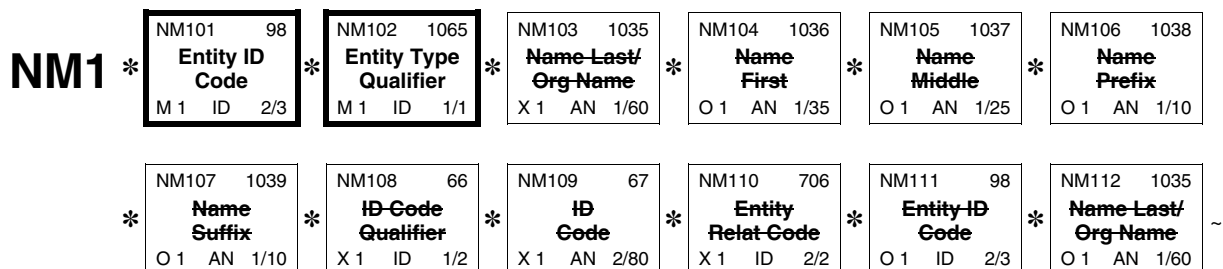 NM101 98 NM102 1065 NM103 1035 NM104 1036 NM105 1037 NM106 1038
NM1 * Entity ID * Entity Type * Name Last/ * Name * Name * Name
Code Qualifier Org Name First Middle Prefix
M 1 ID 2/3 M 1 ID 1/1 X 1 AN 1/60 O 1 AN 1/35 O 1 AN 1/25 O 1 AN 1/10
NM107 1039 NM108 66 NM109 67 NM110 706 NM111 98 NM112 1035
* Name * ID Code * ID * Entity * Entity ID * Name Last/ ~
Suffix Qualifier Code Relat Code Code Org Name
O 1 AN 1/10 X 1 ID 1/2 X 1 AN 2/80 X 1 ID 2/2 O 1 ID 2/3 O 1 AN 1/60